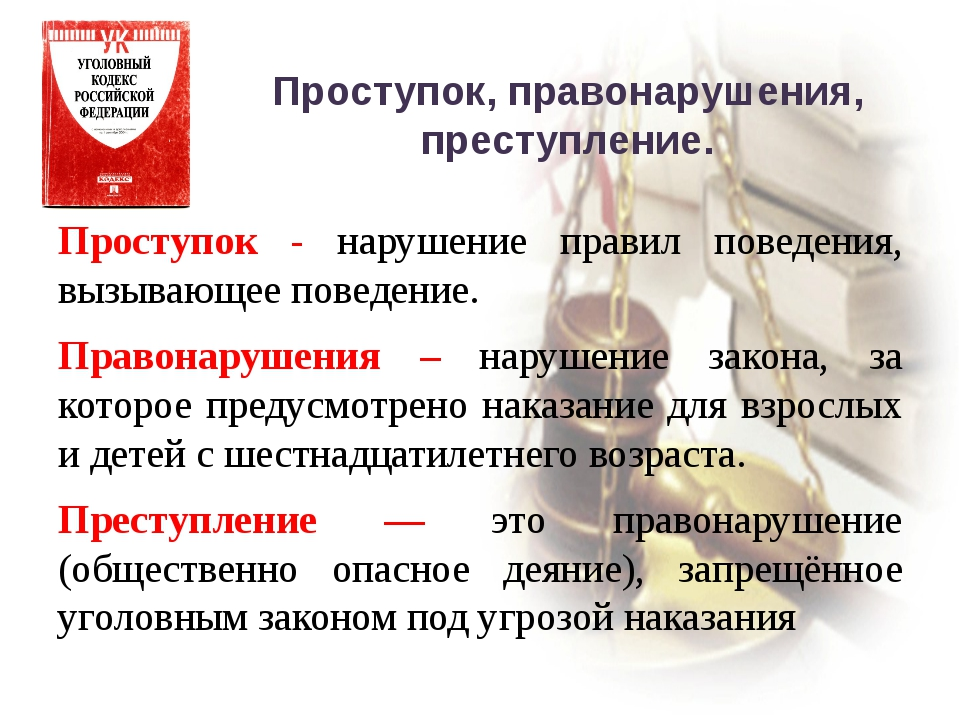 УК
УГОЛОВНЫЙ
КОДЕКС
РОССИЙСКОЙ
ФЕДЕРАЦИИ
КОДЕКС
Проступок, правонарушения,
преступление.
Проступок - нарушение правил поведения,
вызывающее поведение.
Правонарушения – нарушение закона, за
которое предусмотрено наказание для взрослых
и детей с шестнадцатилетнего возраста.
Преступление — это правонарушение
(общественно опасное деяние), запрещённое
уголовным законом под угрозой наказания